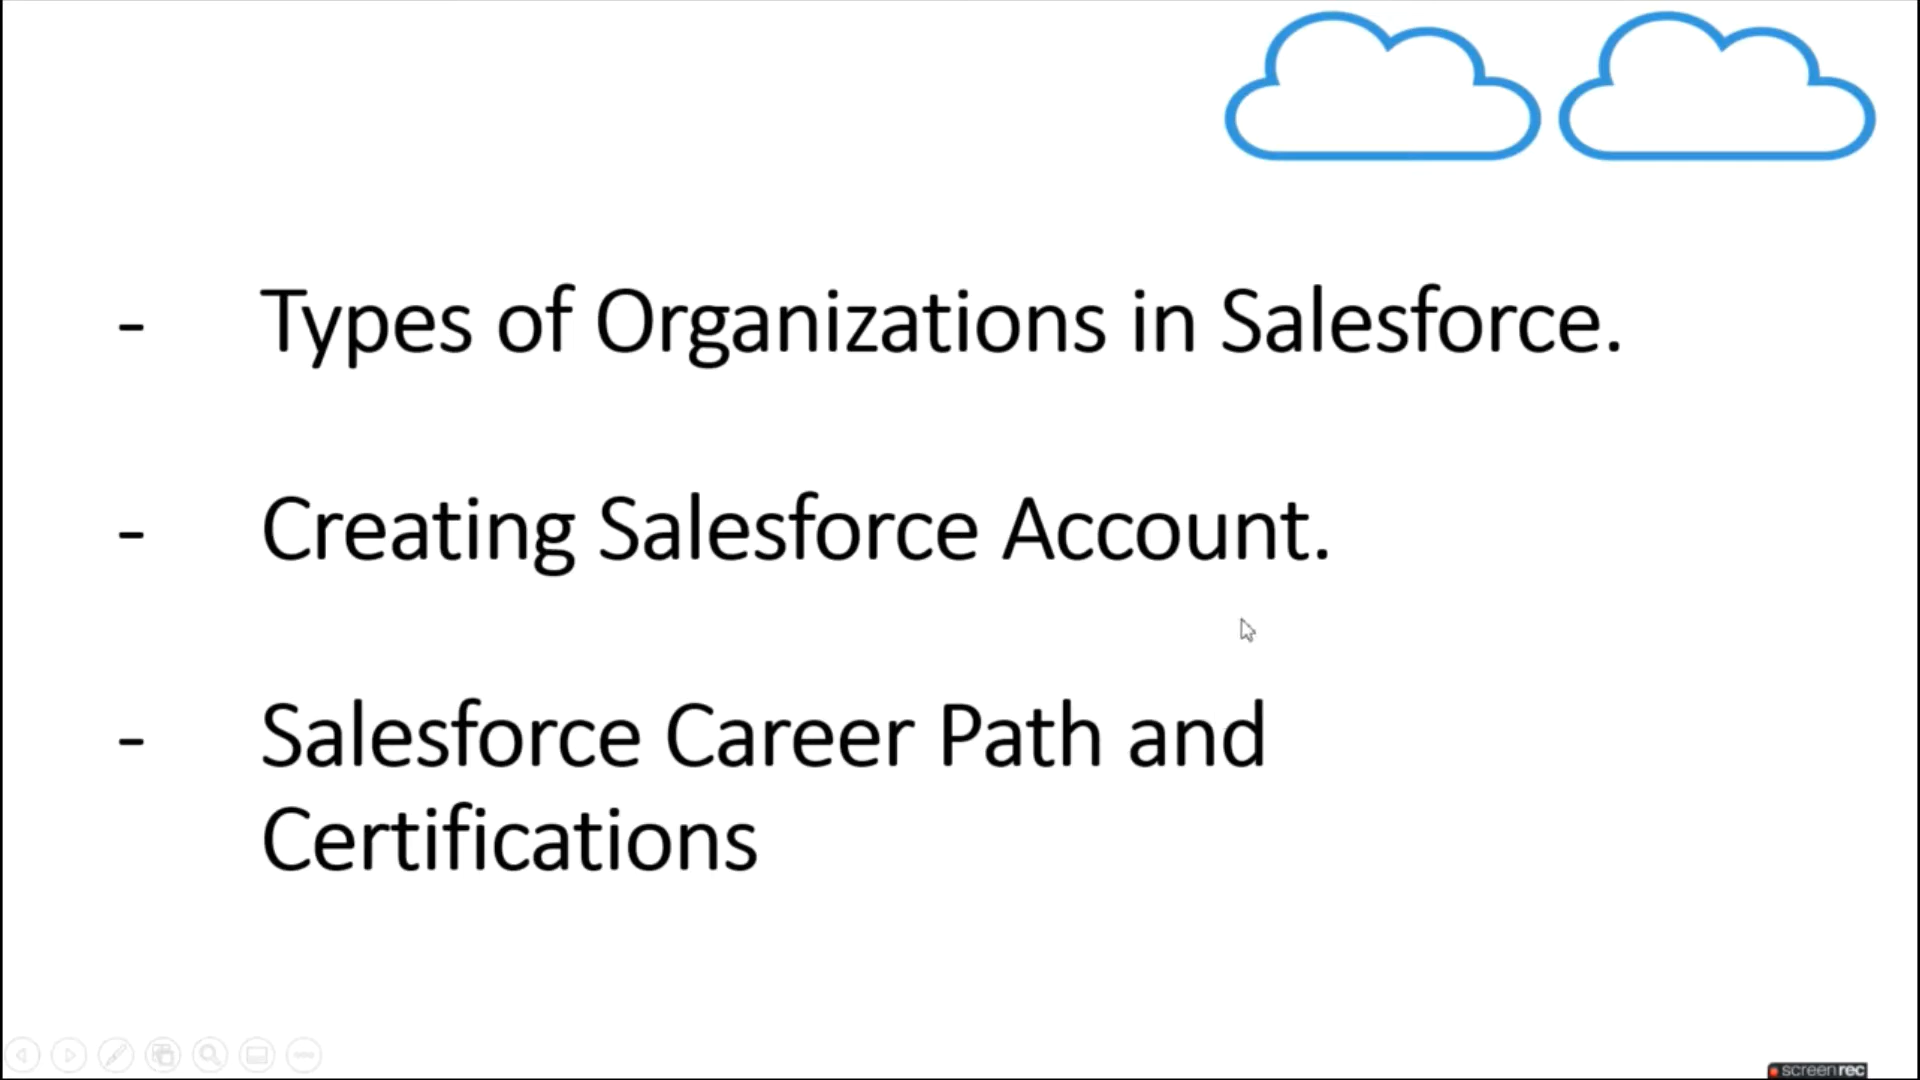 - Types of Organizations in Salesforce.
- Creating Salesforce Account.
- Salesforce Career Path and
Certifications
screenrec